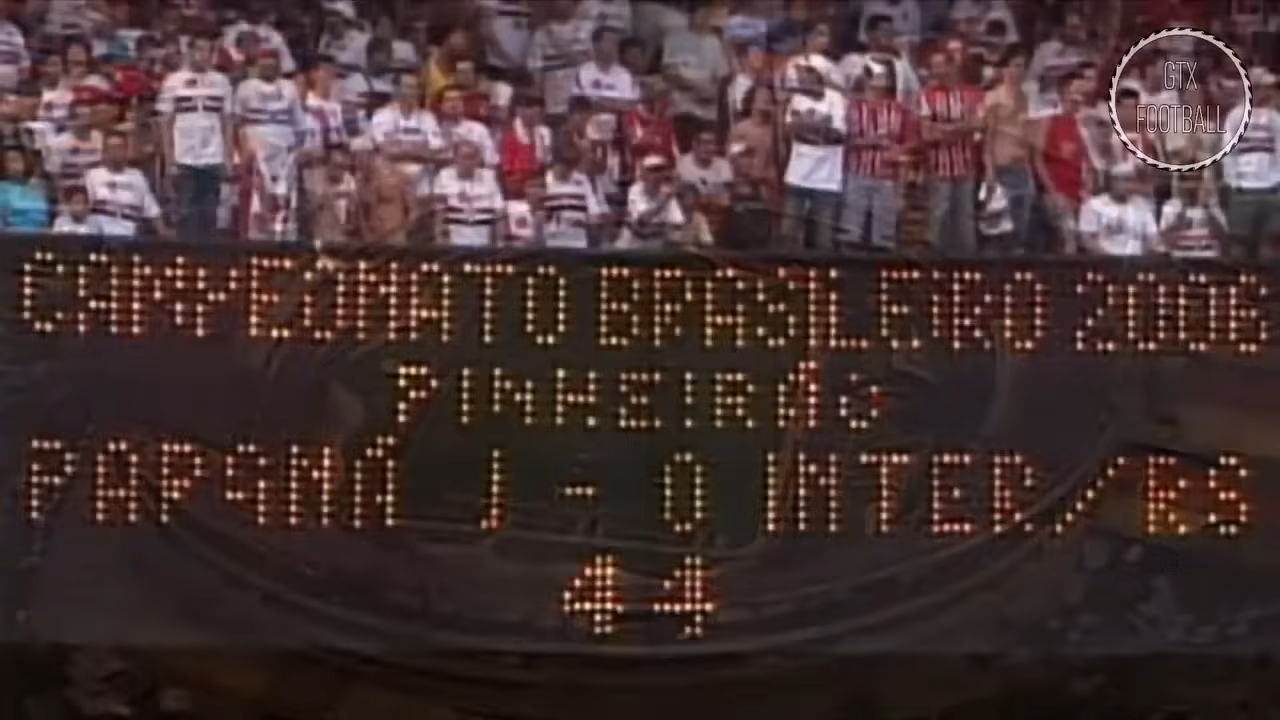 GTX
FOOTBALL
CAMPEONATO BRASILEIRO 2006
PINHEIRÃO
PARANÁ 1 - 0 INTER/RS
44